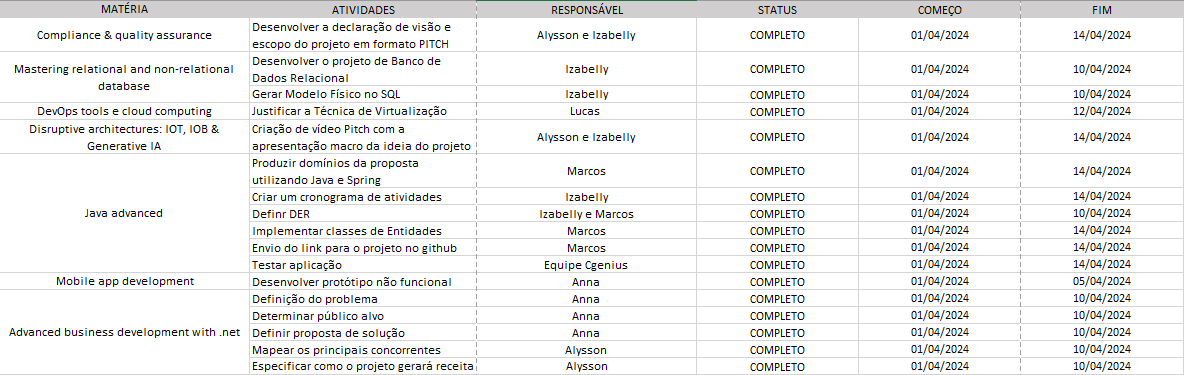 MATÉRIA ATIVIDADES RESPONSÁVEL STATUS COMEÇO FIM
Compliance & quality assurance
Desenvolver a declaração de visão e
escopo do projeto em formato PITCH
Alysson e Izabelly COMPLETO 01/04/2024 14/04/2024
Mastering relational and non-relational
database
Desenvolver o projeto de Banco de
Dados Relacional
Izabelly COMPLETO 01/04/2024 10/04/2024
Gerar Modelo Físico no SQL Izabelly COMPLETO 01/04/2024 10/04/2024
DevOps tools e cloud computing Justificar a Técnica de Virtualização Lucas COMPLETO 01/04/2024 12/04/2024
Disruptive architectures: IOT, IOB &
Generative IA
Criação de vídeo Pitch com a
apresentação macro da ideia do projeto
Alysson e Izabelly COMPLETO 01/04/2024 14/04/2024
Java advanced
Produzir domínios da proposta
utilizando Java e Spring
Marcos COMPLETO 01/04/2024 14/04/2024
Criar um cronograma de atividades Izabelly COMPLETO 01/04/2024 14/04/2024
Definr DER Izabelly e Marcos COMPLETO 01/04/2024 10/04/2024
Implementar classes de Entidades Marcos COMPLETO 01/04/2024 14/04/2024
Envio do link para o projeto no github Marcos COMPLETO 01/04/2024 14/04/2024
Testar aplicação Equipe Cgenius COMPLETO 01/04/2024 14/04/2024
Mobile app development Desenvolver protótipo não funcional Anna COMPLETO 01/04/2024 05/04/2024
Advanced business development with .net
Definição do problema Anna COMPLETO 01/04/2024 10/04/2024
Determinar público alvo Anna COMPLETO 01/04/2024 10/04/2024
Definir proposta de solução Anna COMPLETO 01/04/2024 10/04/2024
Mapear os principais concorrentes Alysson COMPLETO 01/04/2024 10/04/2024
Especificar como o projeto gerará receita Alysson COMPLETO 01/04/2024 10/04/2024